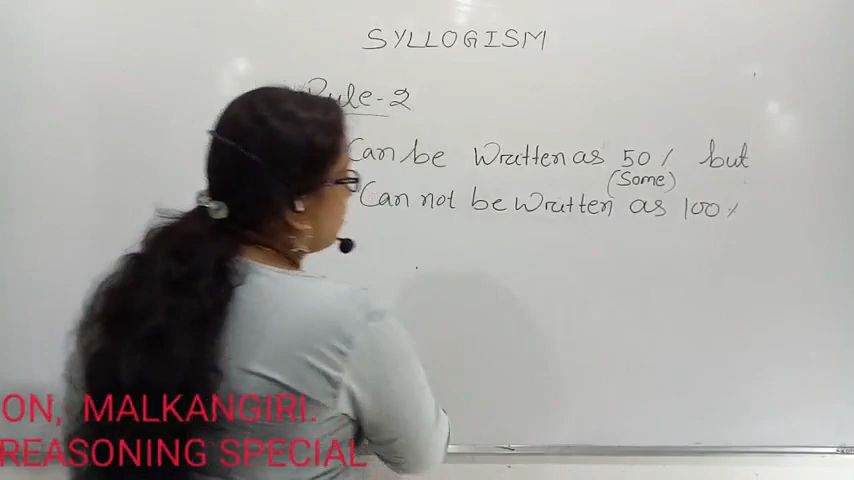 SYLLOGISM
Rule-2
Can be Written as 50% but
(Some)
Can not be Written as 100%
ON, MALKANGIRI.
REASONING SPECIAL